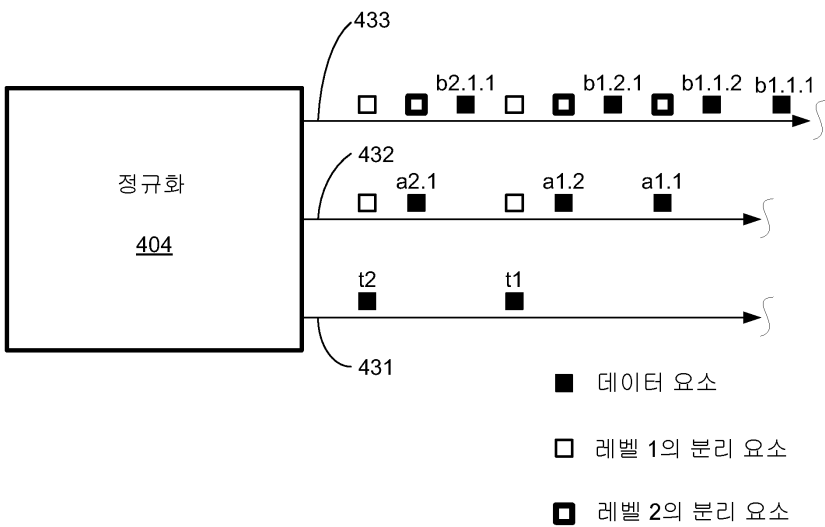 433
b2.1.1 b1.2.1 b1.1.2 b1.1.1
432
정규화
a2.1 a1.2 a1.1
404
t2 t1
431
데이터 요소
레벨 1의 분리 요소
레벨 2의 분리 요소